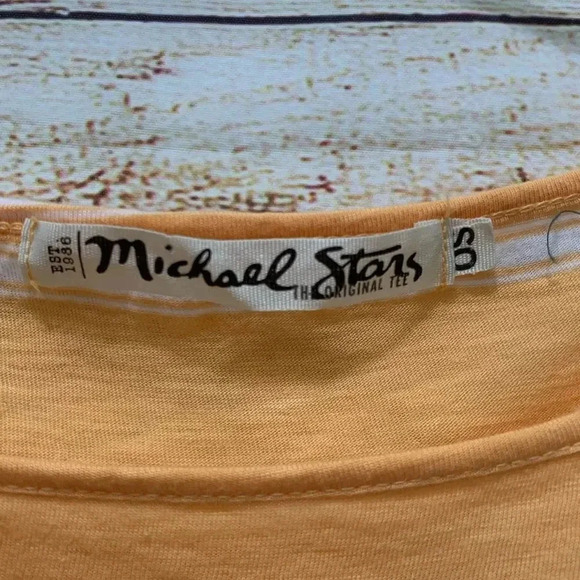 EST.
1986
Michael Stars
THE ORIGINAL TEE
OS